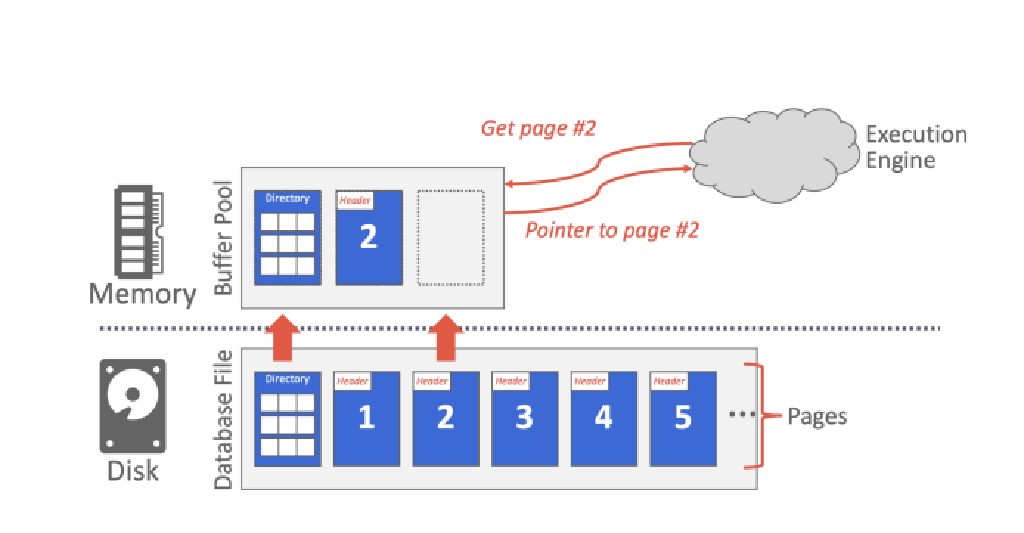 Get page #2
Execution
Engine
Buffer Pool
Directory
Header
2
Pointer to page #2
Memory
Database File
Directory
Header
1
Header
2
Header
3
Header
4
Header
5
...
Pages
Disk